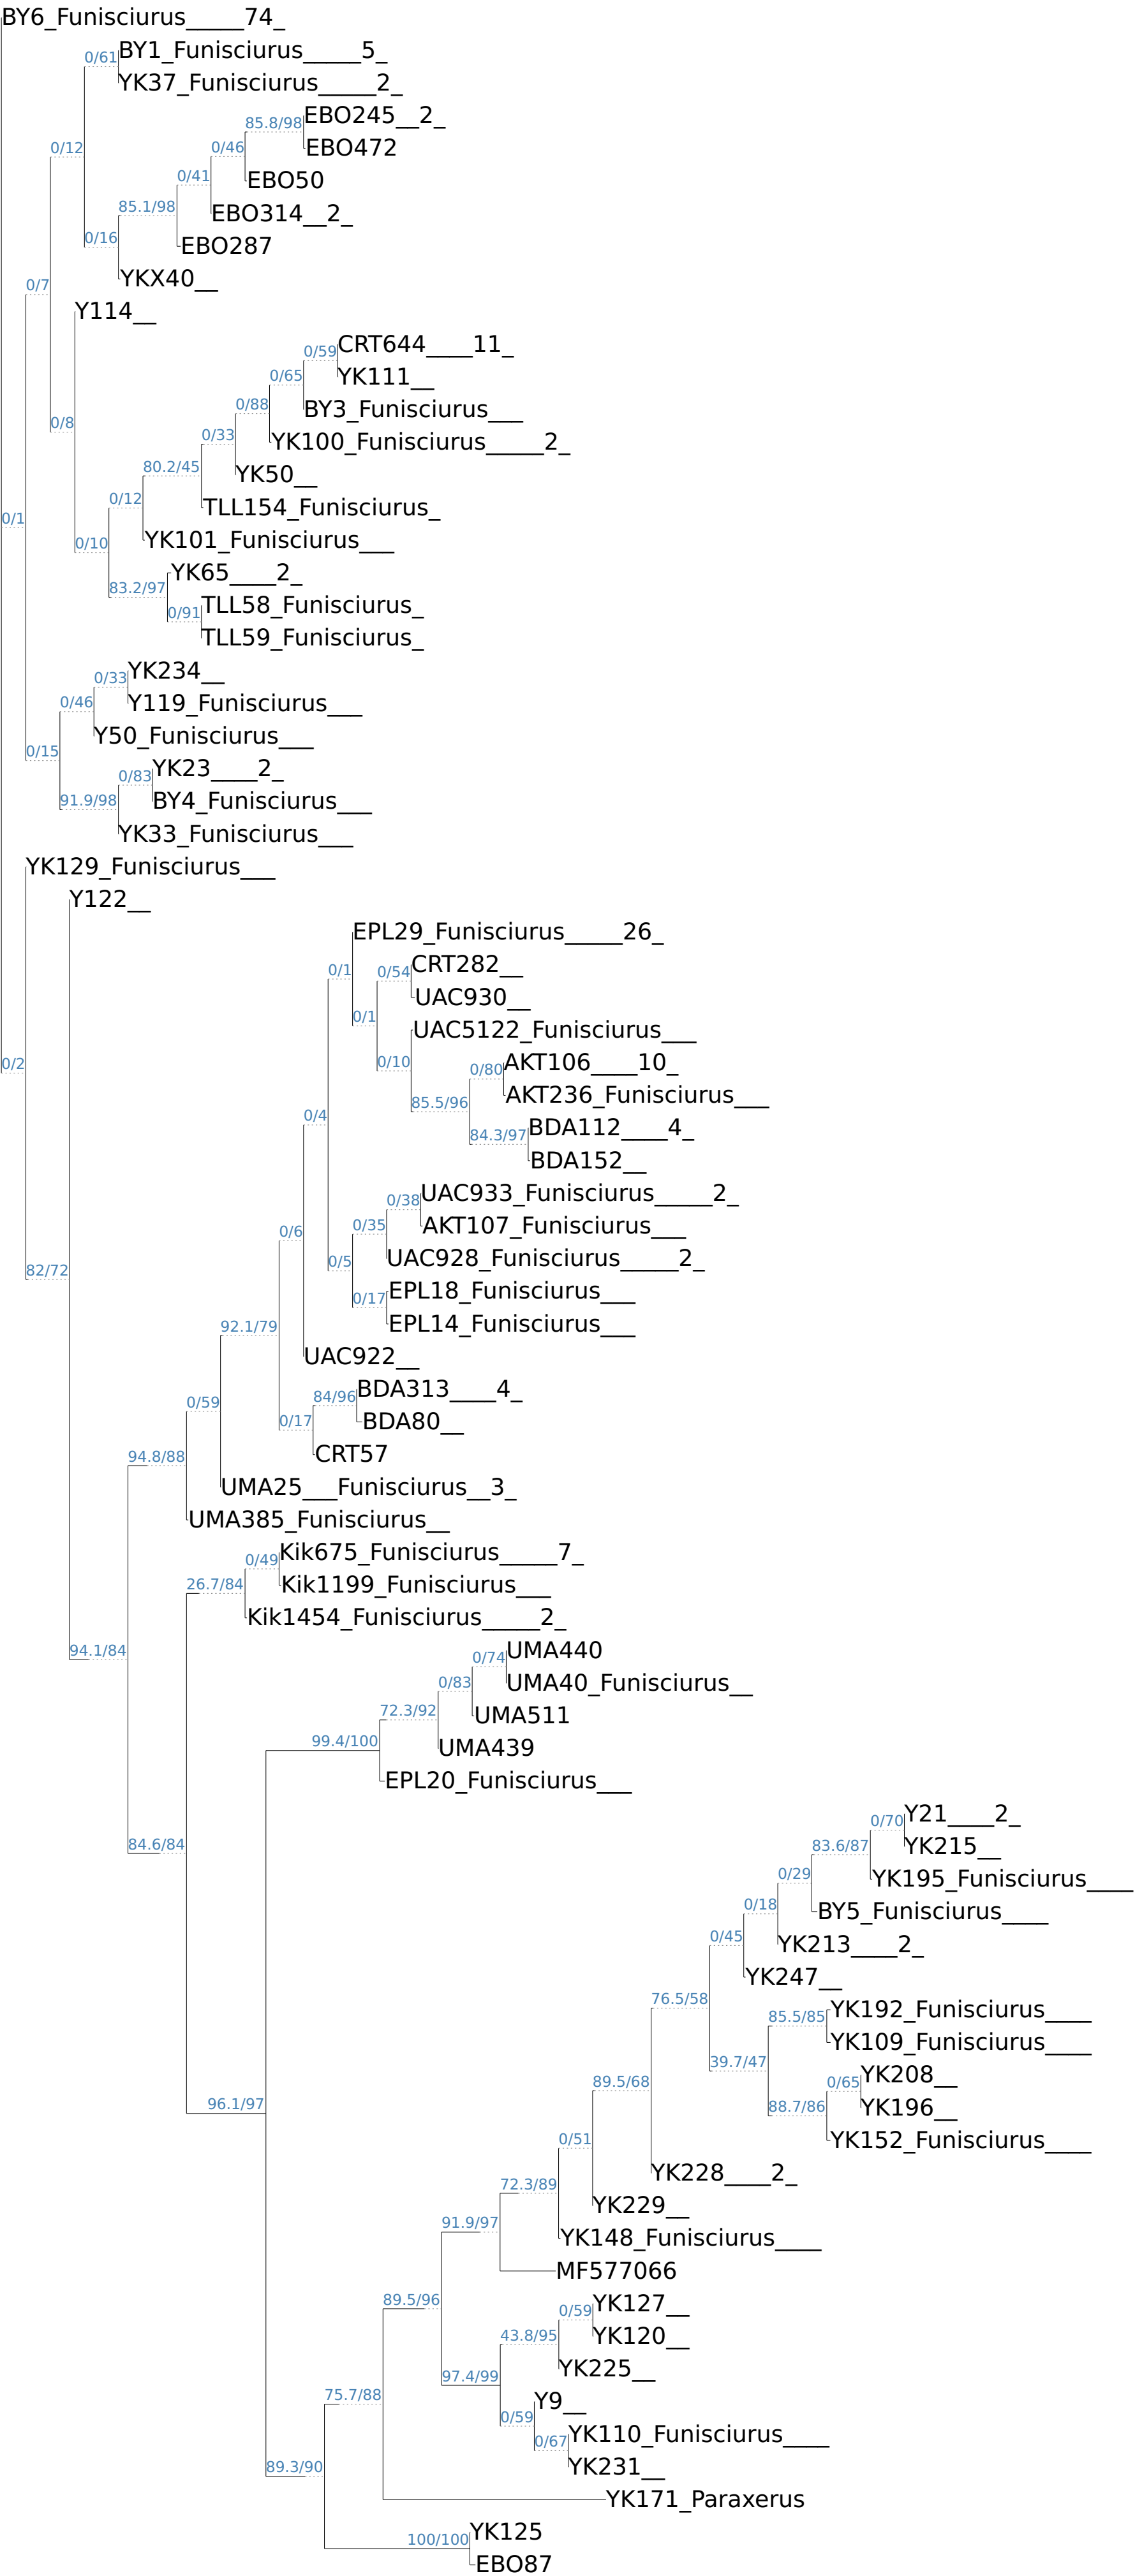 BY6_Funisciurus_____74_
0/61
BY1_Funisciurus_____5_
YK37_Funisciurus_____2_
EBO245__2_
85.8/98
0/12
0/46
EBO472
0/41
EBO50
85.1/98
EBO314__2_
0/16
EBO287
YKX40__
0/7
Y114__
CRT644____11_
0/59
0/65
YK111__
0/88
BY3_Funisciurus___
0/8
0/33
YK100_Funisciurus_____2_
80.2/45
YK50__
0/12
TLL154_Funisciurus_
0/1
0/10
YK101_Funisciurus___
YK65____2_
83.2/97
0/91
TLL58_Funisciurus_
TLL59_Funisciurus_
YK234__
0/33
0/46
Y119_Funisciurus___
Y50_Funisciurus___
0/15
YK23____2_
0/83
91.9/98
BY4_Funisciurus___
YK33_Funisciurus___
YK129_Funisciurus___
Y122__
EPL29_Funisciurus_____26_
0/1
0/54
CRT282__
UAC930__
0/1
UAC5122_Funisciurus___
0/2
0/10
AKT106____10_
0/80
AKT236_Funisciurus___
85.5/96
0/4
BDA112____4_
84.3/97
BDA152__
UAC933_Funisciurus_____2_
0/38
0/6
0/35
AKT107_Funisciurus___
82/72
0/5
UAC928_Funisciurus_____2_
0/17
EPL18_Funisciurus___
92.1/79
EPL14_Funisciurus___
UAC922__
0/59
84/96
BDA313____4_
0/17
BDA80__
94.8/88
CRT57
UMA25___Funisciurus__3_
UMA385_Funisciurus__
0/49
Kik675_Funisciurus_____7_
26.7/84
Kik1199_Funisciurus___
Kik1454_Funisciurus_____2_
94.1/84
UMA440
0/74
0/83
UMA40_Funisciurus__
72.3/92
UMA511
99.4/100
UMA439
EPL20_Funisciurus___
Y21____2_
0/70
84.6/84
83.6/87
YK215__
0/29
YK195_Funisciurus____
0/18
BY5_Funisciurus____
0/45
YK213____2_
76.5/58
YK247__
85.5/85
YK192_Funisciurus____
39.7/47
YK109_Funisciurus____
89.5/68
0/65
YK208__
96.1/97
88.7/86
YK196__
0/51
YK152_Funisciurus____
72.3/89
YK228____2_
91.9/97
YK229__
YK148_Funisciurus____
MF577066
89.5/96
0/59
YK127__
43.8/95
YK120__
97.4/99
YK225__
75.7/88
Y9__
0/59
0/67
YK110_Funisciurus____
89.3/90
YK231__
YK171_Paraxerus
100/100
YK125
EBO87